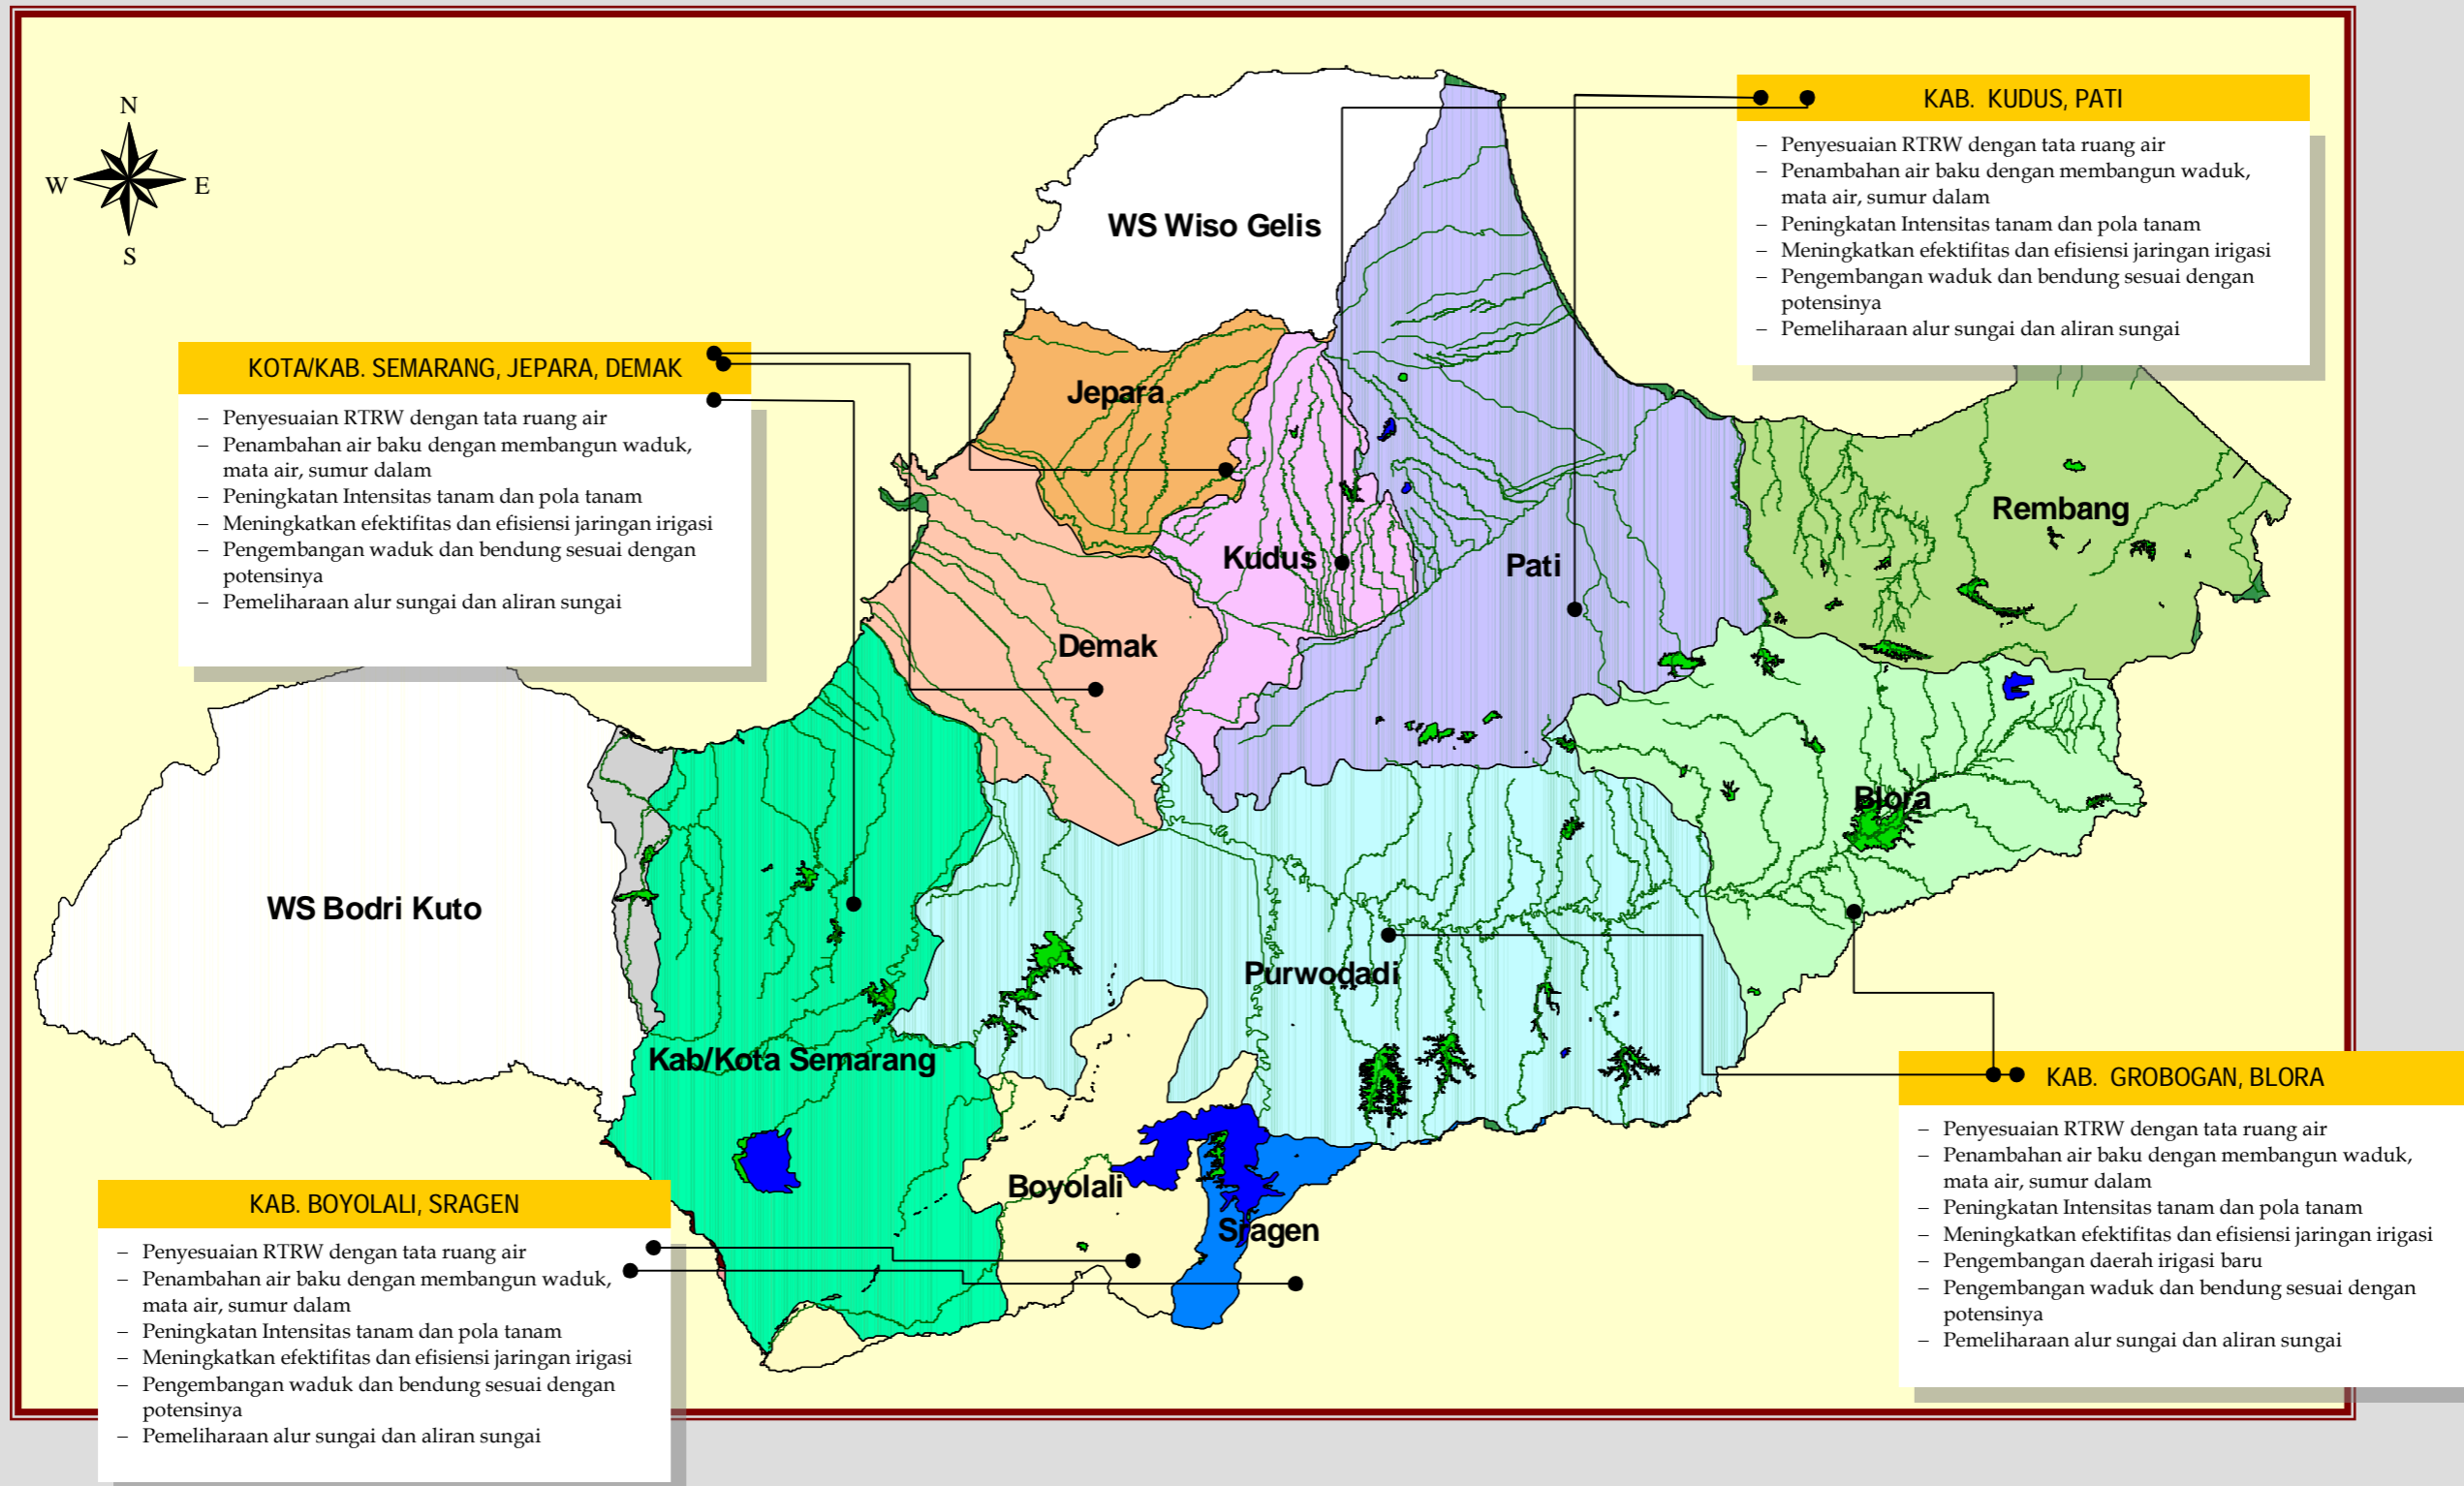 N
W
E
S
KAB. KUDUS, PATI
– Penyesuaian RTRW dengan tata ruang air
– Penambahan air baku dengan membangun waduk,
mata air, sumur dalam
– Peningkatan Intensitas tanam dan pola tanam
– Meningkatkan efektifitas dan efisiensi jaringan irigasi
– Pengembangan waduk dan bendung sesuai dengan
potensinya
– Pemeliharaan alur sungai dan aliran sungai
WS Wiso Gelis
KOTA/KAB. SEMARANG, JEPARA, DEMAK
– Penyesuaian RTRW dengan tata ruang air
– Penambahan air baku dengan membangun waduk,
mata air, sumur dalam
– Peningkatan Intensitas tanam dan pola tanam
– Meningkatkan efektifitas dan efisiensi jaringan irigasi
– Pengembangan waduk dan bendung sesuai dengan
potensinya
– Pemeliharaan alur sungai dan aliran sungai
Jepara
Rembang
Kudus
Pati
Demak
Blora
WS Bodri Kuto
Purwodadi
Kab/Kota Semarang
Boyolali
Sragen
KAB. GROBOGAN, BLORA
– Penyesuaian RTRW dengan tata ruang air
– Penambahan air baku dengan membangun waduk,
mata air, sumur dalam
– Peningkatan Intensitas tanam dan pola tanam
– Meningkatkan efektifitas dan efisiensi jaringan irigasi
– Pengembangan daerah irigasi baru
– Pengembangan waduk dan bendung sesuai dengan
potensinya
– Pemeliharaan alur sungai dan aliran sungai
KAB. BOYOLALI, SRAGEN
– Penyesuaian RTRW dengan tata ruang air
– Penambahan air baku dengan membangun waduk,
mata air, sumur dalam
– Peningkatan Intensitas tanam dan pola tanam
– Meningkatkan efektifitas dan efisiensi jaringan irigasi
– Pengembangan waduk dan bendung sesuai dengan
potensinya
– Pemeliharaan alur sungai dan aliran sungai